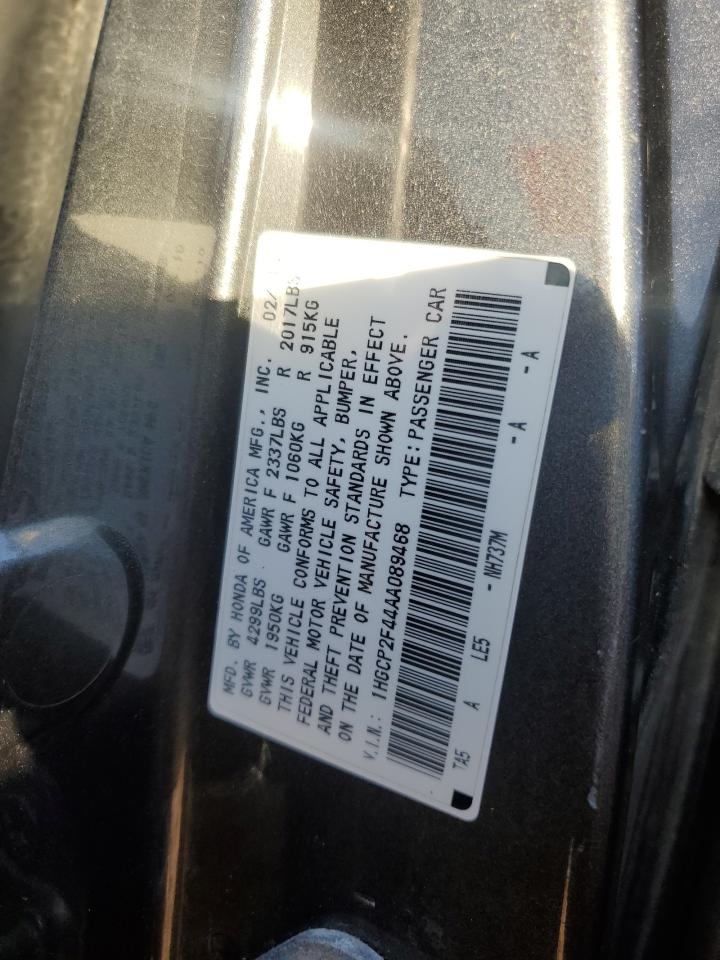 MFD. BY HONDA OF AMERICA MFG., INC. 02/
GVWR 4299LBS GAWR F 2337LBS R 2017LBS
GVWR 1950KG GAWR F 1060KG R 915KG
THIS VEHICLE CONFORMS TO ALL APPLICABLE
FEDERAL MOTOR VEHICLE SAFETY, BUMPER,
AND THEFT PREVENTION STANDARDS IN EFFECT
ON THE DATE OF MANUFACTURE SHOWN ABOVE.
V.I.N.: 1HGCP2F44AA089468 TYPE:PASSENGER CAR
TA5 A LE5 - NH737M - A - A